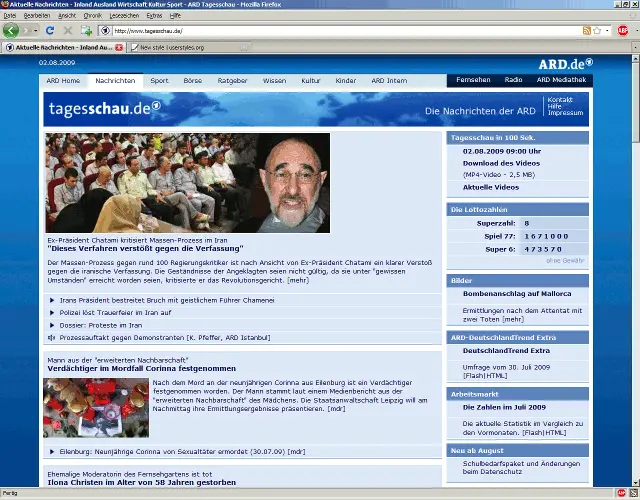 Aktuelle Nachrichten - Inland Ausland Wirtschaft Kultur Sport - ARD Tagesschau - Mozilla Firefox
Datei Bearbeiten Ansicht Chronik Lesezeichen Extras Hilfe
http://www.tagesschau.de/
Aktuelle Nachrichten - Inland Au...
New style | userstyles.org
02.08.2009
ARD.de
ARD Home Nachrichten Sport Börse Ratgeber Wissen Kultur Kinder ARD Intern Fernsehen Radio ARD Mediathek
tagesschau.de
Die Nachrichten der ARD
Kontakt
Hilfe
Impressum
Ex-Präsident Chatami kritisiert Massen-Prozess im Iran
"Dieses Verfahren verstößt gegen die Verfassung"
Der Massen-Prozess gegen rund 100 Regierungskritiker ist nach Ansicht von Ex-Präsident Chatami ein klarer Verstoß
gegen die iranische Verfassung. Die Geständnisse der Angeklagten seien nicht gültig, da sie unter "gewissen
Umständen" erreicht worden seien, kritisierte er das Revolutionsgericht. [mehr]
Irans Präsident bestreitet Bruch mit geistlichem Führer Chamenei
Polizei löst Trauerfeier im Iran auf
Dossier: Proteste im Iran
Prozessauftakt gegen Demonstranten [K. Pfeffer, ARD Istanbul]
Mann aus der "erweiterten Nachbarschaft"
Verdächtiger im Mordfall Corinna festgenommen
Nach dem Mord an der neunjährigen Corinna aus Eilenburg ist ein Verdächtiger
festgenommen worden. Der Mann stammt laut einem Medienbericht aus der
"erweiterten Nachbarschaft" des Mädchens. Die Staatsanwaltschaft Leipzig will am
Nachmittag ihre Ermittlungsergebnisse präsentieren. [mdr]
Eilenburg: Neunjährige Corinna von Sexualtäter ermordet (30.07.09) [mdr]
Ehemalige Moderatorin des Fernsehgartens ist tot
Ilona Christen im Alter von 58 Jahren gestorben
Tagesschau in 100 Sek.
02.08.2009 09:00 Uhr
Download des Videos
(MP4-Video - 2,5 MB)
Aktuelle Videos
Die Lottozahlen
Superzahl: 8
Spiel 77: 1 6 7 1 0 0 0
Super 6: 4 7 3 5 7 0
ohne Gewähr
Bilder
Bombenanschlag auf Mallorca
Ermittlungen nach dem Attentat mit
zwei Toten [mehr]
ARD-DeutschlandTrend Extra
DeutschlandTrend Extra
Umfrage vom 30. Juli 2009
[Flash|HTML]
Arbeitsmarkt
Die Zahlen im Juli 2009
Die aktuelle Statistik im Vergleich zu
den Vormonaten. [Flash|HTML]
Neu ab August
Schulbedarfspaket und Änderungen
beim Datenschutz
Fertig
ABP